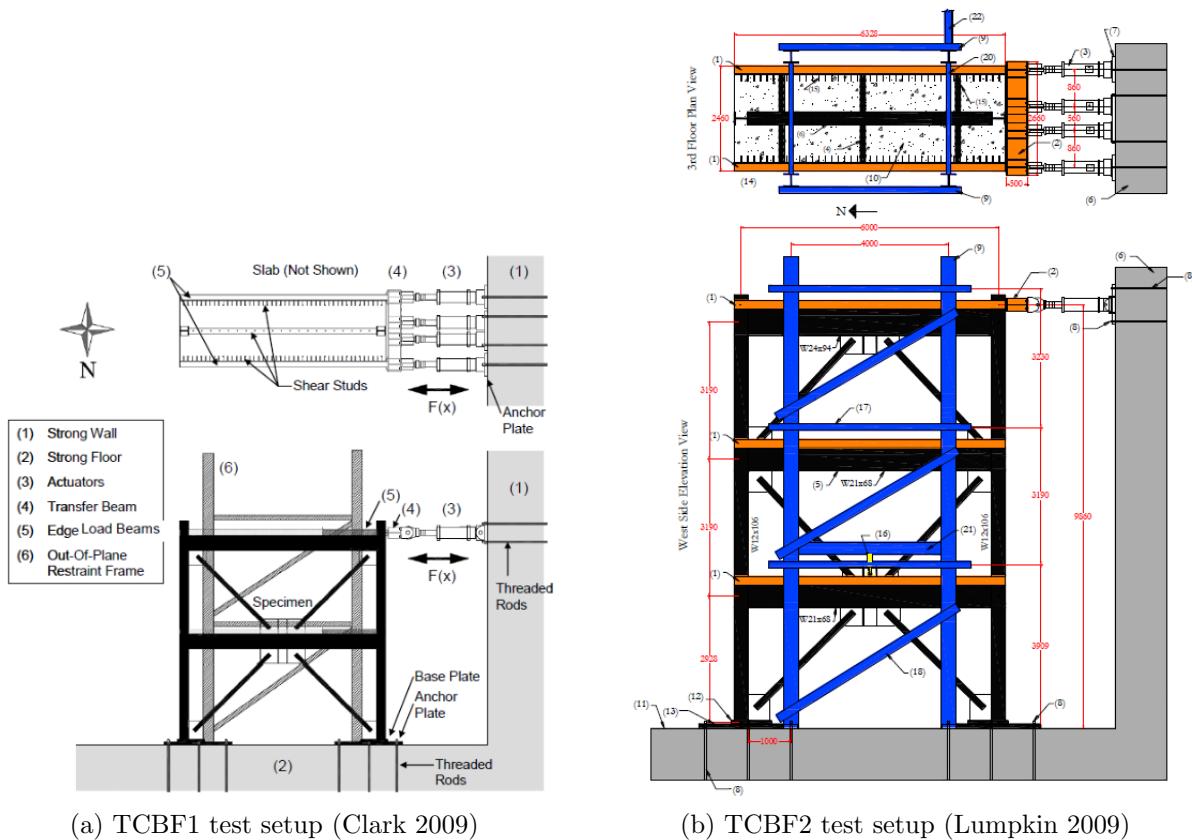 (5)
Slab (Not Shown)
(4)
(3)
(1)
N
Shear Studs
F(x)
Anchor
Plate
(1) Strong Wall
(2) Strong Floor
(3) Actuators
(4) Transfer Beam
(5) Edge Load Beams
(6) Out-Of-Plane
Restraint Frame
(6)
(5)
(4)
(3)
(1)
F(x)
Specimen
Threaded
Rods
Base Plate
Anchor
Plate
(2)
Threaded
Rods
(a) TCBF1 test setup (Clark 2009)
3rd Floor Plan View
(22)
(9)
(7)
(3)
(20)
6328
(1)
(15)
(15)
2460
(6)
(4)
860
560
860
2660
(2)
(1)
(14)
(10)
500
(9)
(6)
N
West Side Elevation View
6000
4000
(9)
(6)
(2)
(8
(1)
(8)
W24x94
3190
3230
(17)
(1)
(5)
W21x68
3190
3190
9860
W12x106
W12x106
(16)
(21)
(1)
W21x68
2928
3909
(18)
(11)
(12)
(13)
(8)
1000
(8)
(b) TCBF2 test setup (Lumpkin 2009)